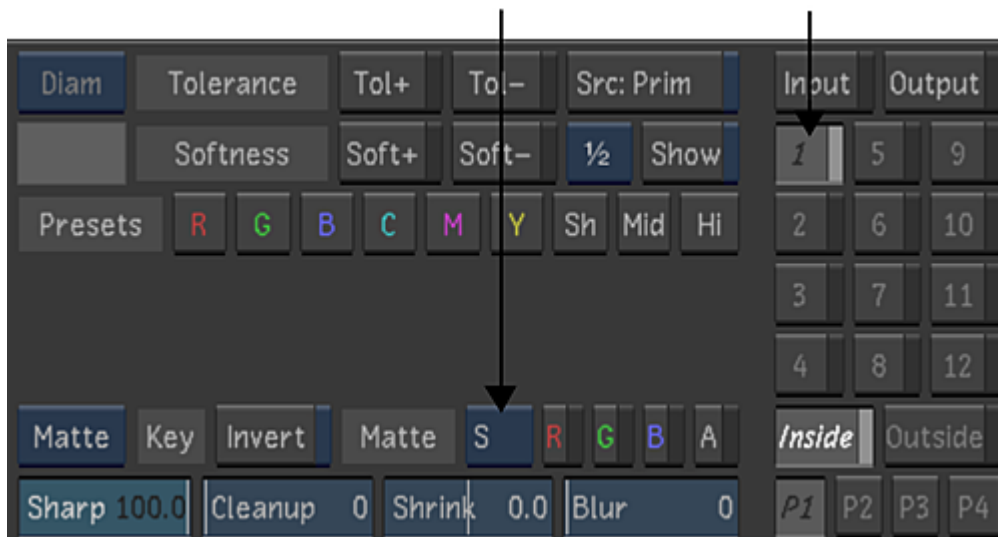 Diam Tolerance Tol+ Tol- Src: Prim Input Output
Softness Soft+ Soft- ½ Show 1 5 9
Presets R G B C M Y Sh Mid Hi 2 6 10
3 7 11
4 8 12
Matte Key Invert Matte S R G B A Inside Outside
Sharp 100.0 Cleanup 0 Shrink 0.0 Blur 0 P1 P2 P3 P4